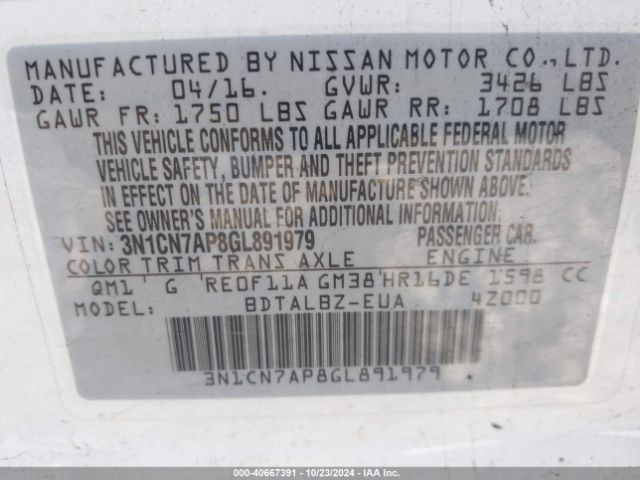 MANUFACTURED BY NISSAN MOTOR CO., LTD.
DATE: 04/16. GVWR: 3426 LBS
GAWR FR: 1750 LBS GAWR RR: 1708 LBS
THIS VEHICLE CONFORMS TO ALL APPLICABLE FEDERAL MOTOR
VEHICLE SAFETY, BUMPER AND THEFT PREVENTION STANDARDS
IN EFFECT ON THE DATE OF MANUFACTURE SHOWN ABOVE.
SEE OWNER'S MANUAL FOR ADDITIONAL INFORMATION
VIN: 3N1CN7AP8GL891979 PASSENGER CAR.
COLOR TRIM TRANS AXLE ENGINE
QM1 G RE0F11A GM38 HR16DE 1598 CC
MODEL: BDTALBZ-EUA 4Z000
3N1CN7AP8GL891979
000-40667391 - 10/23/2024 - IAA Inc.